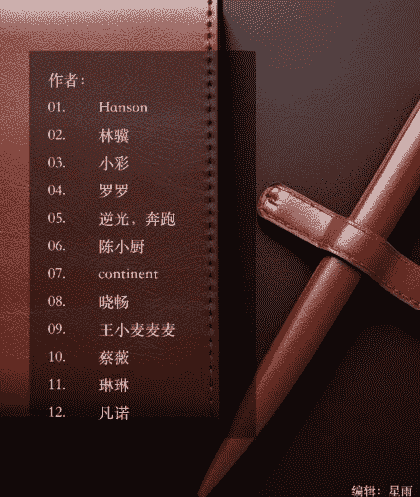 作者：
01. Hanson
02. 林骥
03. 小彩
04. 罗罗
05. 逆光，奔跑
06. 陈小厨
07. continent
08. 晓畅
09. 王小麦麦麦
10. 蔡薇
11. 琳琳
12. 凡诺
编辑：星雨